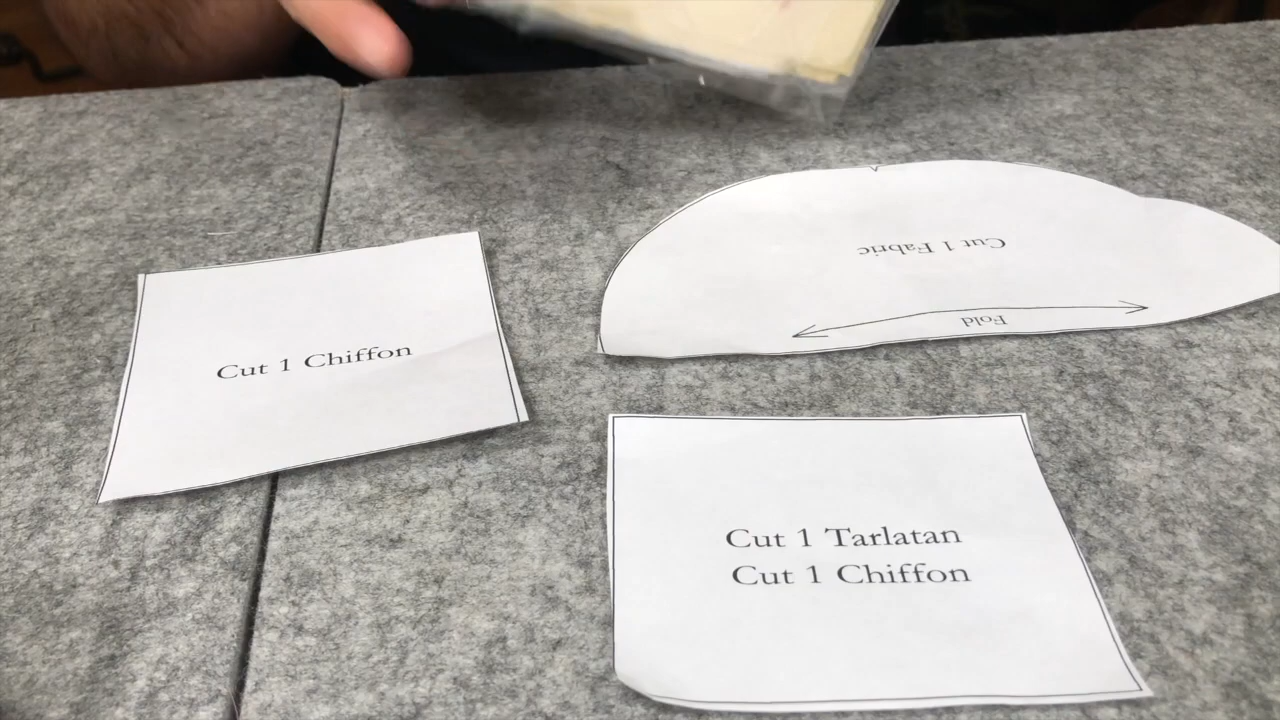 Cut 1 Fabric
Fold
Cut 1 Chiffon
Cut 1 Tarlatan
Cut 1 Chiffon